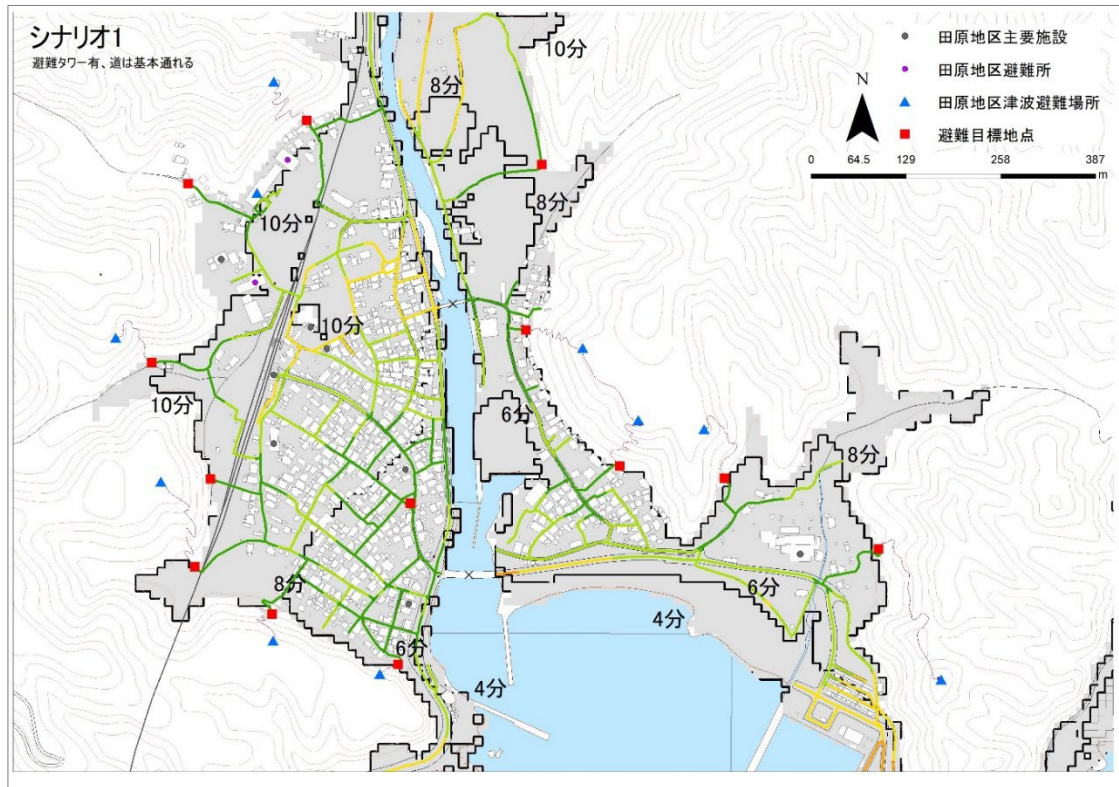 シナリオ1
避難タワー有、道は基本通れる
10分
8分
8分
10分
10分
10分
6分
8分
8分
6分
6分
4分
4分
N
田原地区主要施設
田原地区避難所
田原地区津波避難場所
避難目標地点
0 64.5 129 258 387
m